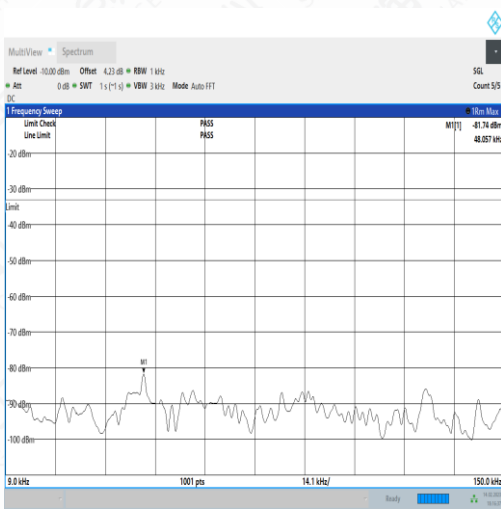 MultiView Spectrum
Ref Level -10.00 dBm Offset 4.23 dB RBW 1 kHz SGL
Att 0 dB SWT 1 s (~1 s) VBW 3 kHz Mode Auto FFT Count 5/5
DC
1 Frequency Sweep 1Rm Max
Limit Check PASS M1[1] -81.74 dBm
Line Limit PASS 48.057 kHz
-20 dBm
-30 dBm
Limit
-40 dBm
-50 dBm
-60 dBm
-70 dBm
M1
-80 dBm
-90 dBm
-100 dBm
9.0 kHz 1001 pts 14.1 kHz/ 150.0 kHz
Ready